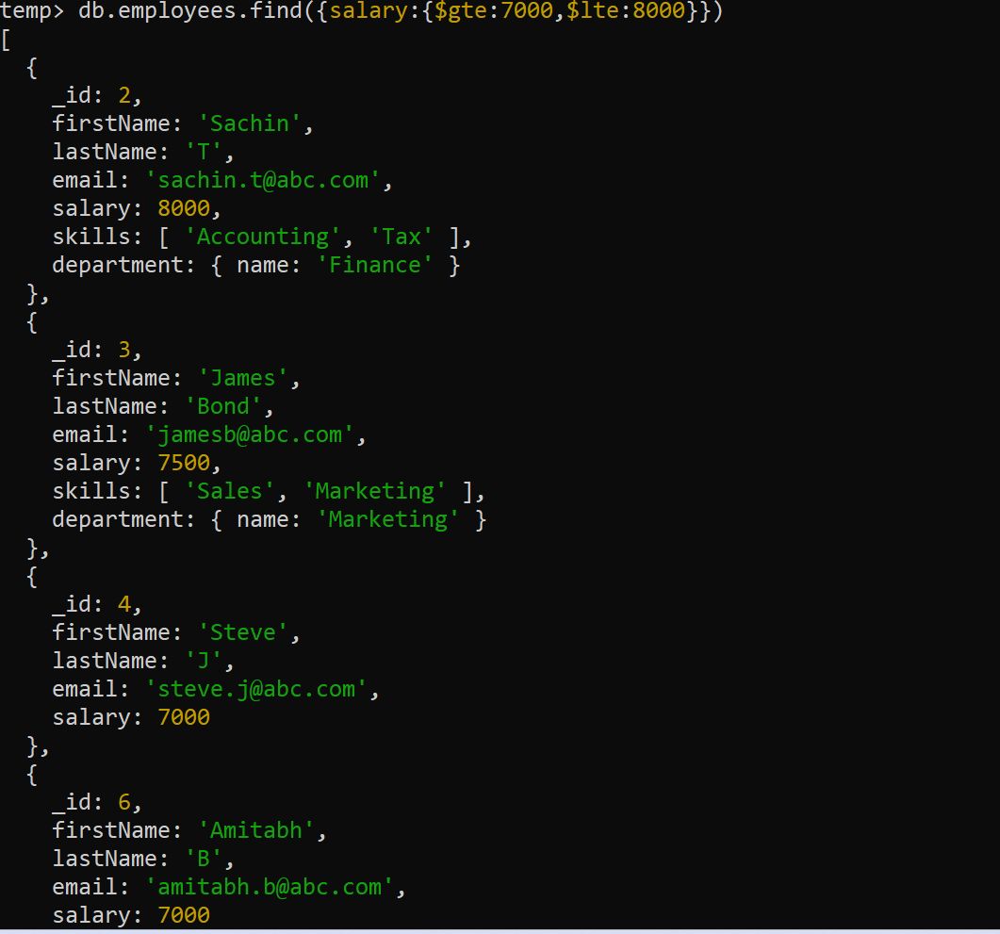 temp> db.employees.find({salary:{$gte:7000,$lte:8000}})
[
  {
    _id: 2,
    firstName: 'Sachin',
    lastName: 'T',
    email: 'sachin.t@abc.com',
    salary: 8000,
    skills: [ 'Accounting', 'Tax' ],
    department: { name: 'Finance' }
  },
  {
    _id: 3,
    firstName: 'James',
    lastName: 'Bond',
    email: 'jamesb@abc.com',
    salary: 7500,
    skills: [ 'Sales', 'Marketing' ],
    department: { name: 'Marketing' }
  },
  {
    _id: 4,
    firstName: 'Steve',
    lastName: 'J',
    email: 'steve.j@abc.com',
    salary: 7000
  },
  {
    _id: 6,
    firstName: 'Amitabh',
    lastName: 'B',
    email: 'amitabh.b@abc.com',
    salary: 7000